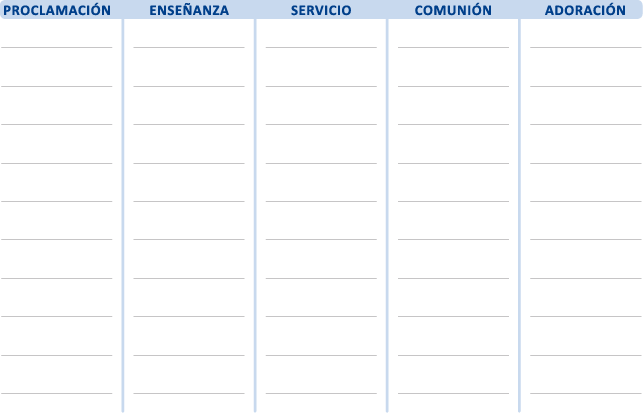 PROCLAMACIÓN ENSEÑANZA SERVICIO COMUNIÓN ADORACIÓN